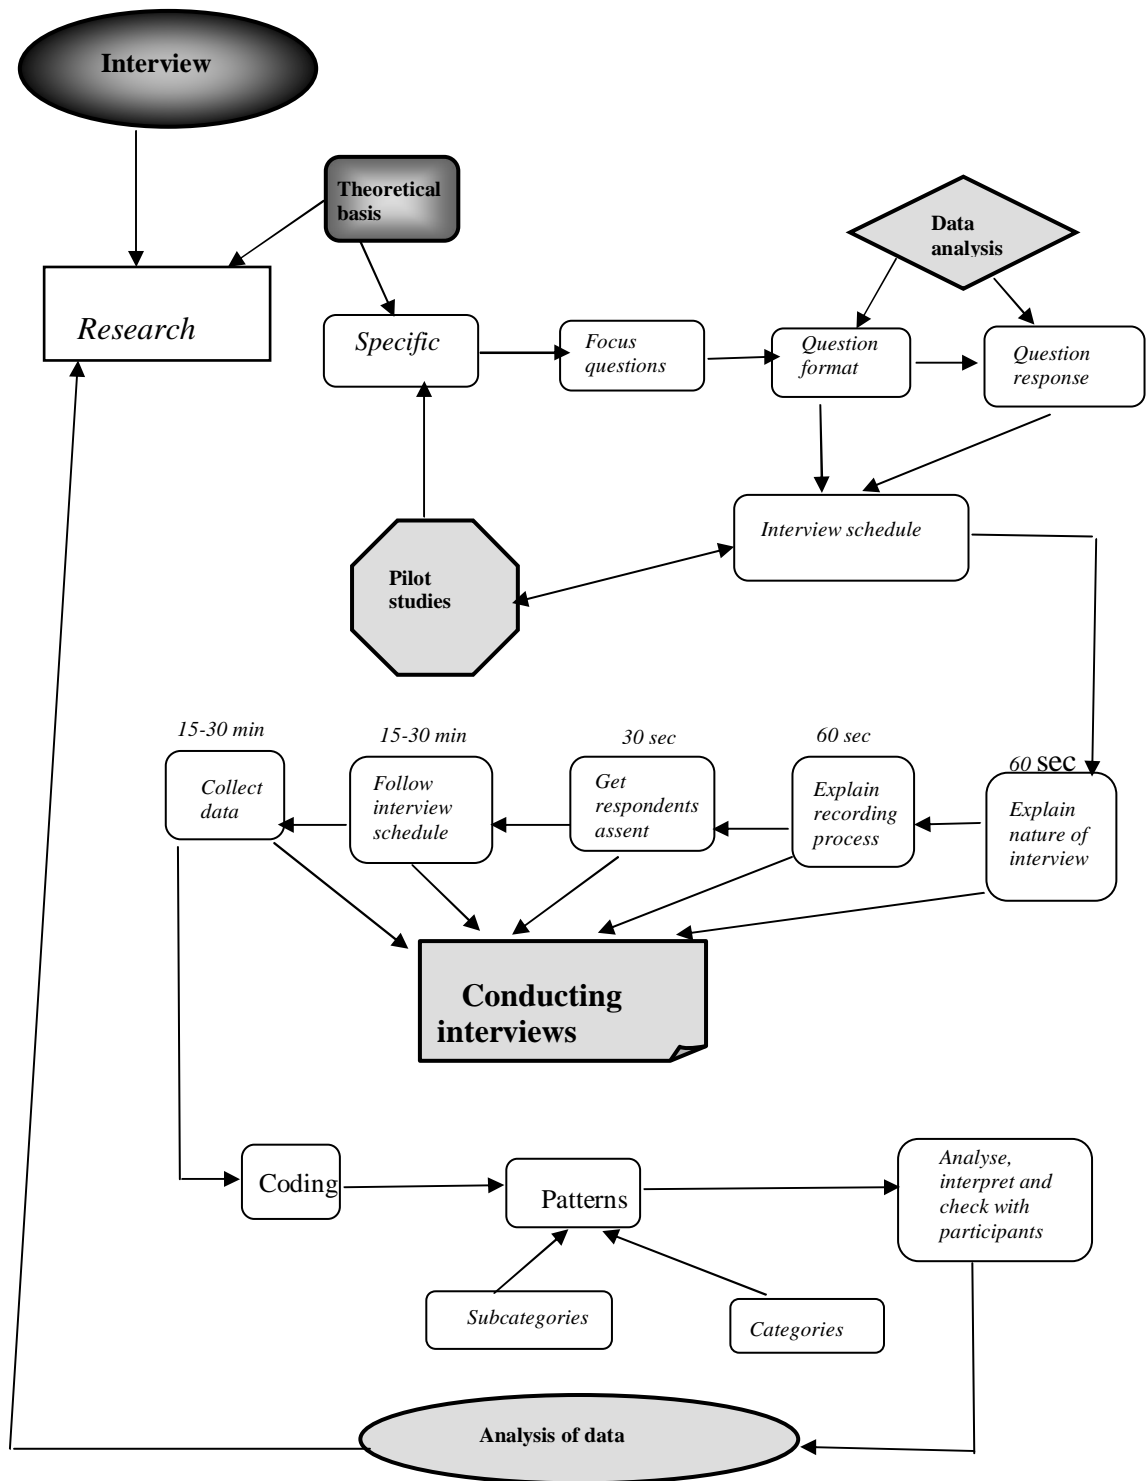 Interview
Theoretical
basis
Data
analysis
Research
Specific
Focus
questions
Question
format
Question
response
Interview schedule
Pilot
studies
15-30 min
15-30 min
30 sec
60 sec
60 sec
Collect
data
Follow
interview
schedule
Get
respondents
assent
Explain
recording
process
Explain
nature of
interview
Conducting
interviews
Coding
Patterns
Analyse,
interpret and
check with
participants
Subcategories
Categories
Analysis of data